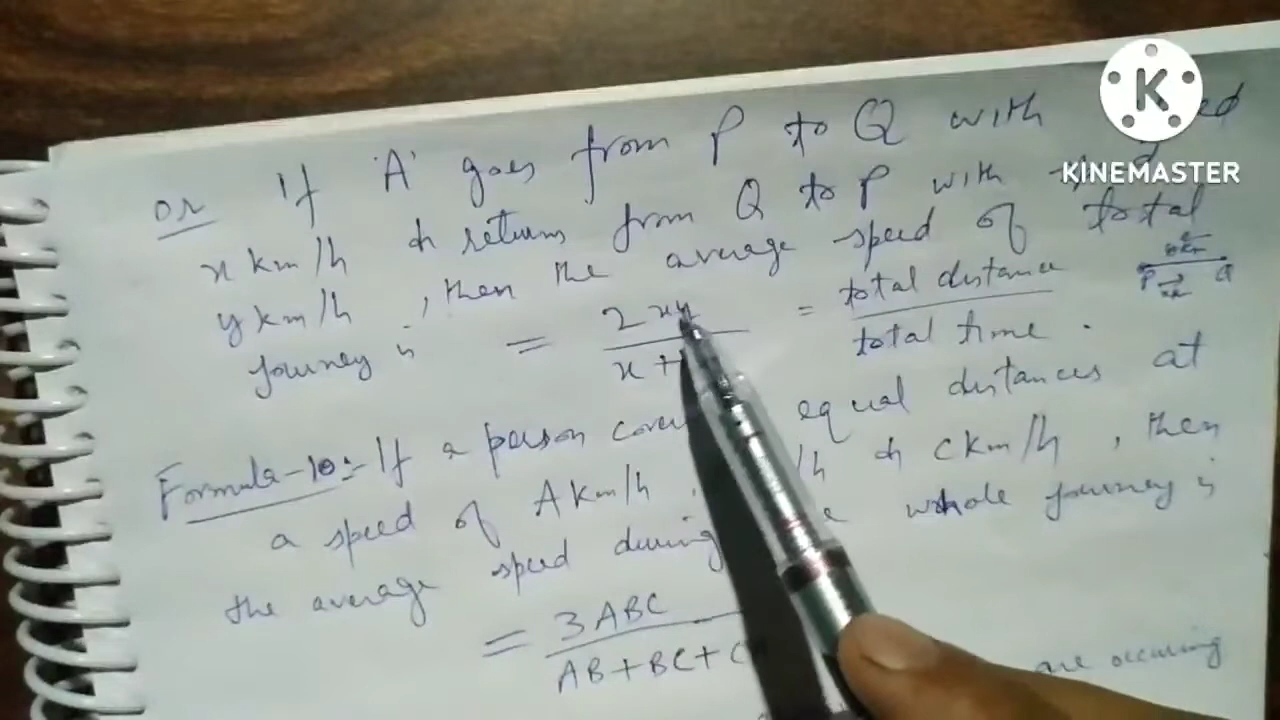 or If 'A' goes from P to Q with
x km/h & returns from Q to P with
y km/h, then the average speed of total
journey is = 2xy / x+ = total distance / total time.
P Q
Formula-10:- If a person equal distances at
a speed of A km/h, /h & C km/h, then
the average speed during whole journey is
= 3ABC / AB+BC+C
are occuring
K
KINEMASTER